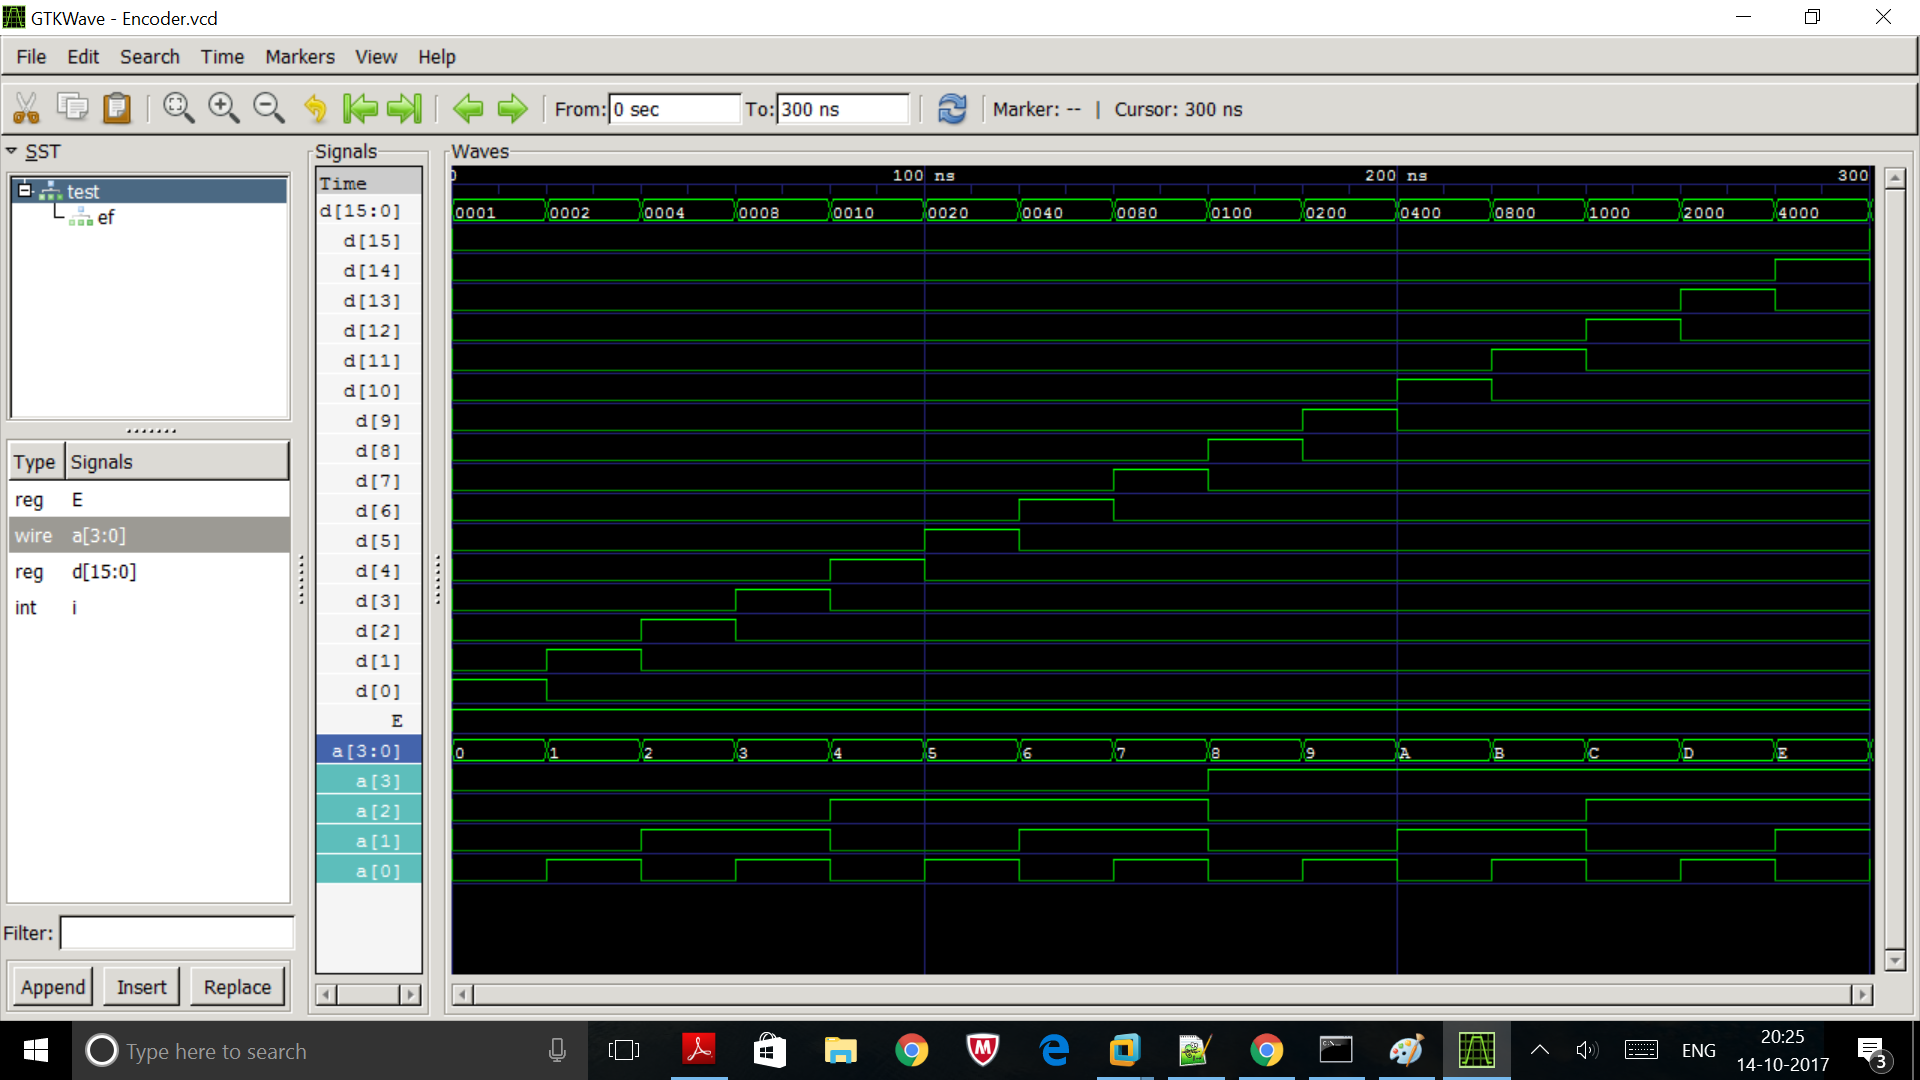 GTKWave - Encoder.vcd
File Edit Search Time Markers View Help
From: 0 sec To: 300 ns Marker: -- | Cursor: 300 ns
SST
test
ef
Type Signals
reg E
wire a[3:0]
reg d[15:0]
int i
Filter:
Append Insert Replace
Signals
Time
d[15:0]
d[15]
d[14]
d[13]
d[12]
d[11]
d[10]
d[9]
d[8]
d[7]
d[6]
d[5]
d[4]
d[3]
d[2]
d[1]
d[0]
E
a[3:0]
a[3]
a[2]
a[1]
a[0]
Waves
0 100 ns 200 ns 300
0001 0002 0004 0008 0010 0020 0040 0080 0100 0200 0400 0800 1000 2000 4000
0 1 2 3 4 5 6 7 8 9 A B C D E
Type here to search
ENG
20:25
14-10-2017
3